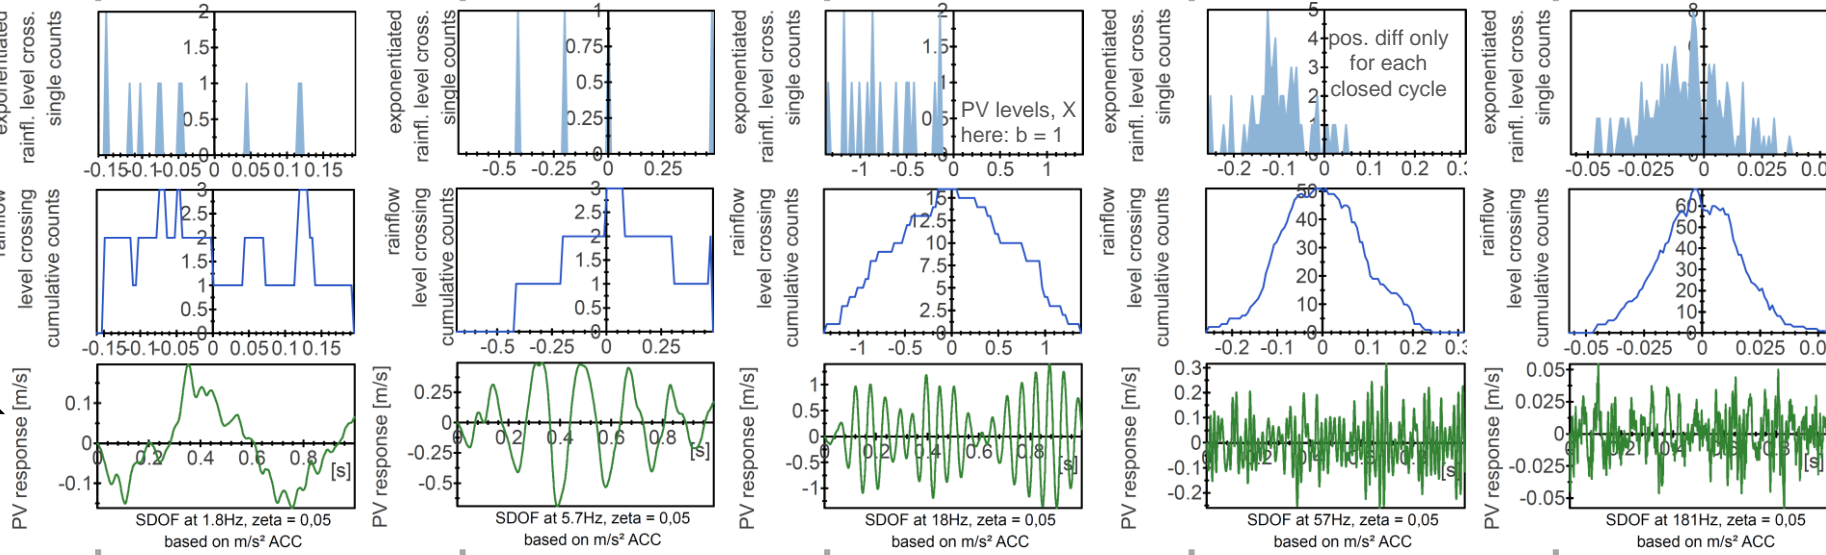 exponentiated
rainfl. level cross.
single counts
2
1.5
1
0.5
0
-0.15 -0.1 -0.05 0 0.05 0.1 0.15
exponentiated
rainfl. level cross.
single counts
1
0.75
0.5
0.25
0
-0.5 -0.25 0 0.25
exponentiated
rainfl. level cross.
single counts
2
1.5
1
0.5
0
PV levels, X
here: b = 1
-1 -0.5 0 0.5 1
exponentiated
rainfl. level cross.
single counts
5
4
3
2
1
0
pos. diff only
for each
closed cycle
-0.2 -0.1 0 0.1 0.2
exponentiated
rainfl. level cross.
single counts
8
0
-0.05 -0.025 0 0.025
rainflow
level crossing
cumulative counts
3
2.5
2
1.5
1
0.5
0
-0.15 -0.1 -0.05 0 0.05 0.1 0.15
rainflow
level crossing
cumulative counts
3
2.5
2
1.5
1
0.5
0
-0.5 0 0.25
rainflow
level crossing
cumulative counts
15
12.5
10
7.5
5
2.5
0
-1 -0.5 0 0.5 1
rainflow
level crossing
cumulative counts
50
40
30
20
10
0
-0.2 -0.1 0 0.1 0.2
rainflow
level crossing
cumulative counts
60
50
40
30
20
10
0
-0.05 -0.025 0 0.025
PV response [m/s]
0.1
0
-0.1
0 0.2 0.4 0.6 0.8
[s]
SDOF at 1.8Hz, zeta = 0,05
based on m/s² ACC
PV response [m/s]
0.25
0
-0.25
-0.5
0 0.2 0.4 0.6 0.8
[s]
SDOF at 5.7Hz, zeta = 0,05
based on m/s² ACC
PV response [m/s]
1
0.5
0
-0.5
-1
0 0.2 0.4 0.6 0.8
[s]
SDOF at 18Hz, zeta = 0,05
based on m/s² ACC
PV response [m/s]
0.3
0.2
0.1
0
-0.1
-0.2
[s]
SDOF at 57Hz, zeta = 0,05
based on m/s² ACC
PV response [m/s]
0.05
0.025
0
-0.025
-0.05
[s]
SDOF at 181Hz, zeta = 0,05
based on m/s² ACC